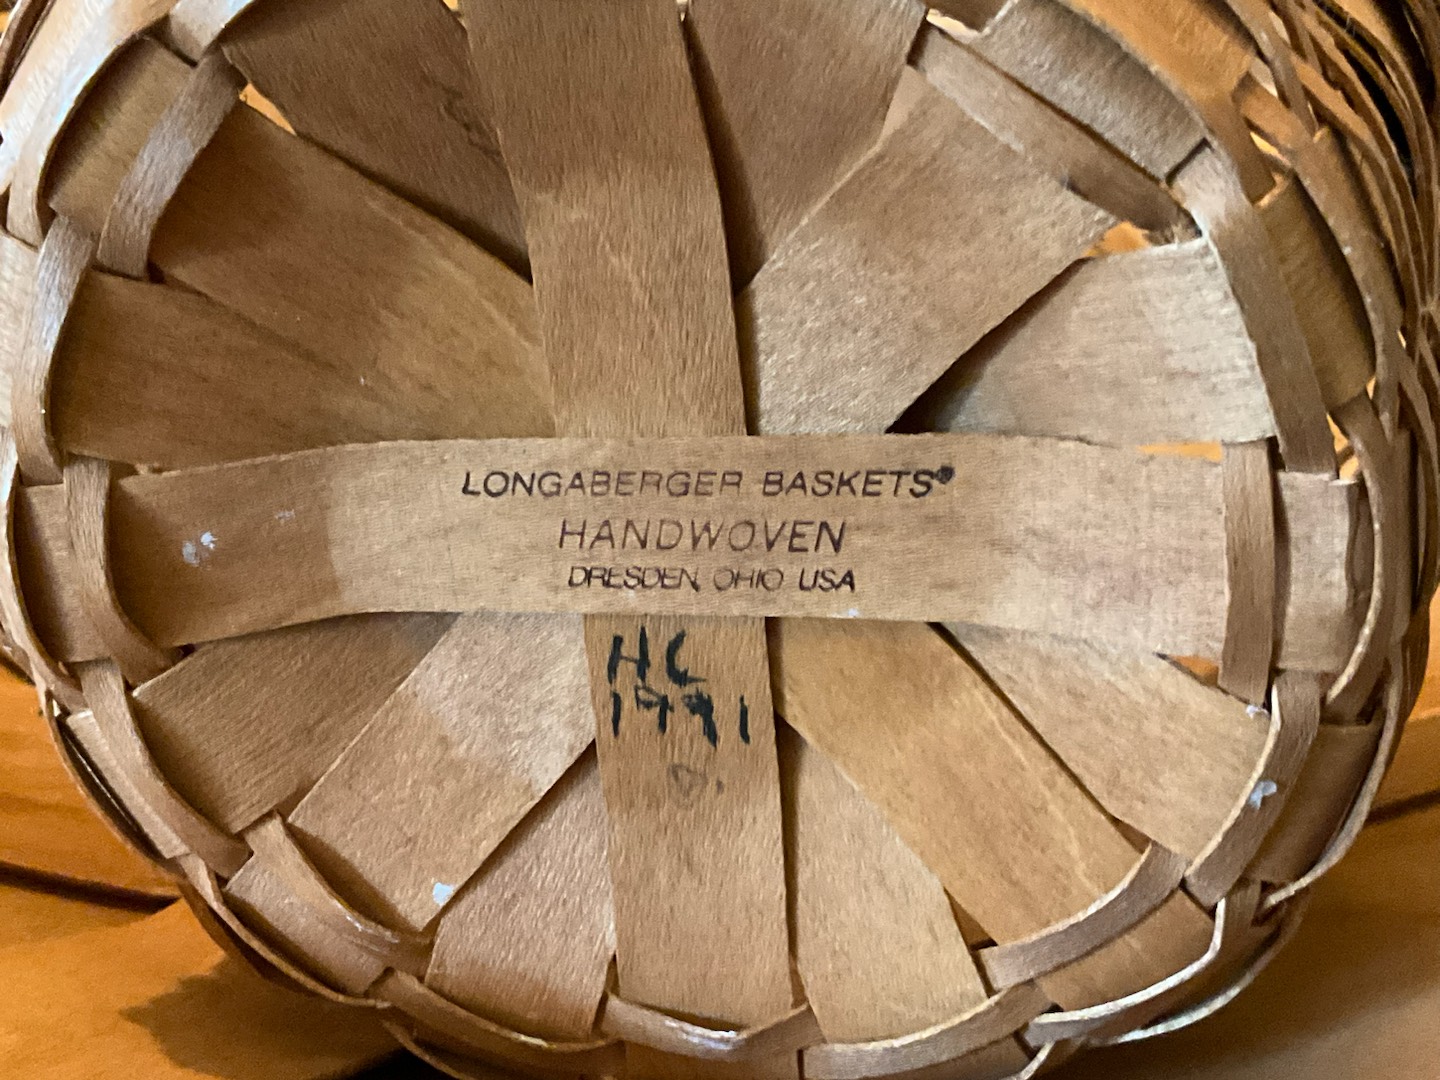 LONGABERGER BASKETS®
HANDWOVEN
DRESDEN, OHIO USA
HC
1991